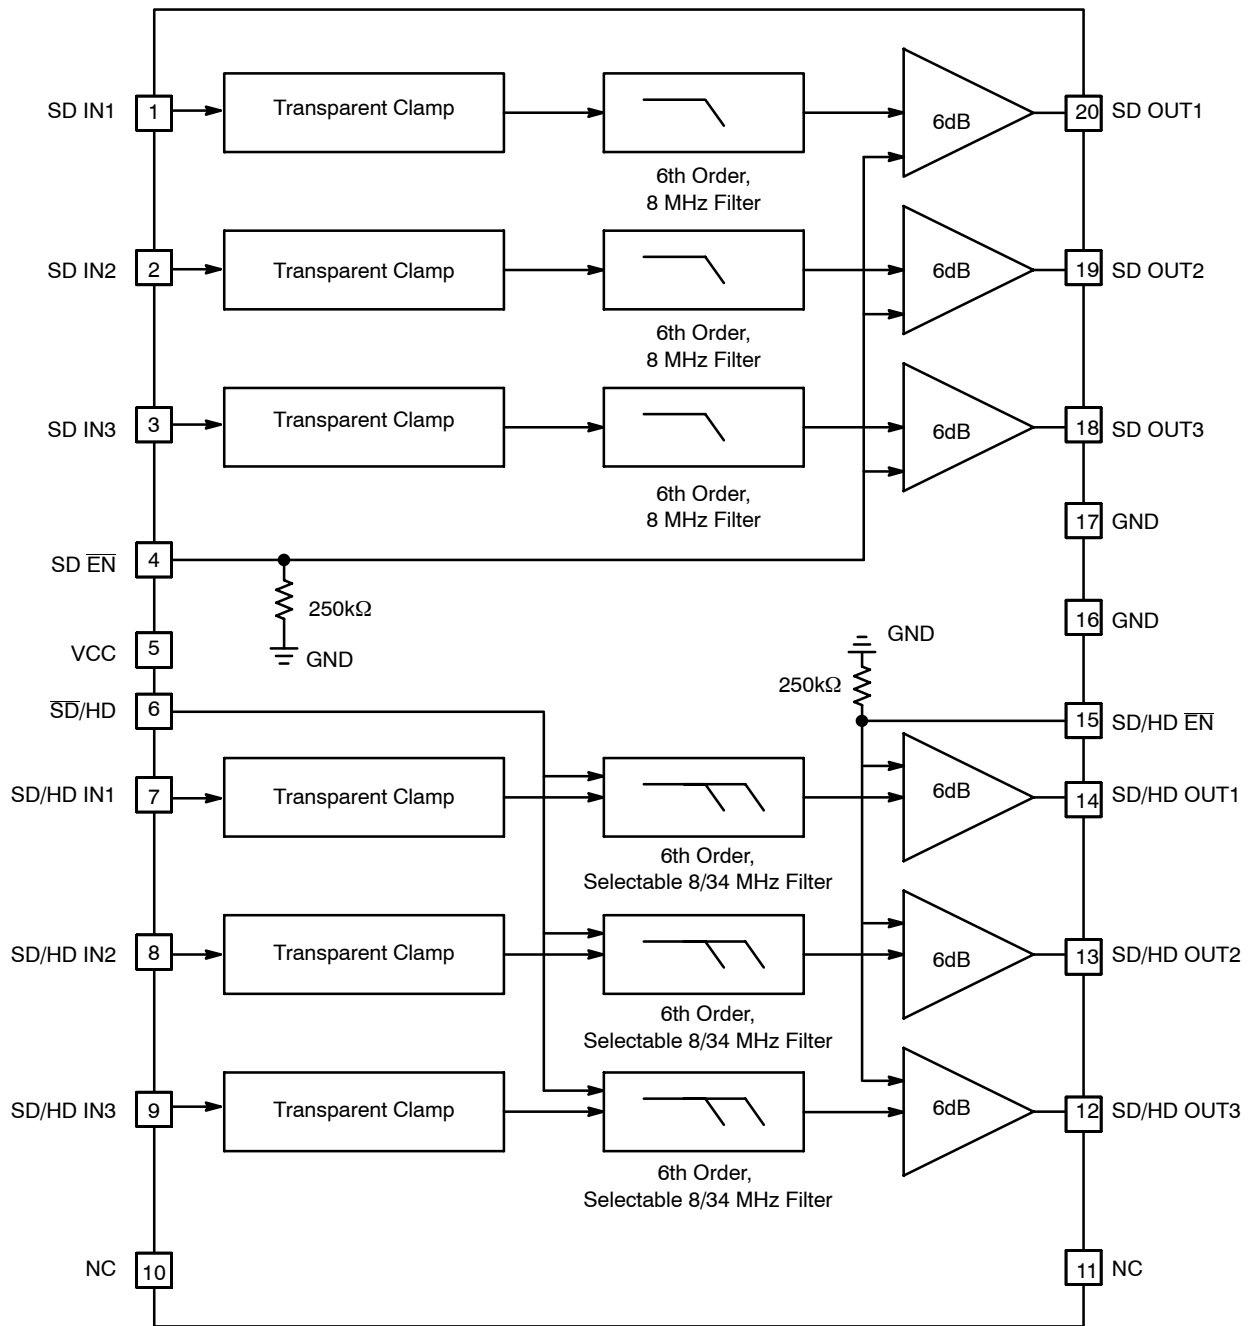 SD IN1
1
Transparent Clamp
6dB
20
SD OUT1
6th Order,
8 MHz Filter
SD IN2
2
Transparent Clamp
6dB
19
SD OUT2
6th Order,
8 MHz Filter
SD IN3
3
Transparent Clamp
6dB
18
SD OUT3
6th Order,
8 MHz Filter
17
GND
SD E̅N̅
4
250kΩ
GND
16
GND
VCC
5
GND
250kΩ
S̅D̅/HD
6
15
SD/HD E̅N̅
SD/HD IN1
7
Transparent Clamp
6dB
14
SD/HD OUT1
6th Order,
Selectable 8/34 MHz Filter
SD/HD IN2
8
Transparent Clamp
6dB
13
SD/HD OUT2
6th Order,
Selectable 8/34 MHz Filter
SD/HD IN3
9
Transparent Clamp
6dB
12
SD/HD OUT3
6th Order,
Selectable 8/34 MHz Filter
NC
10
11
NC